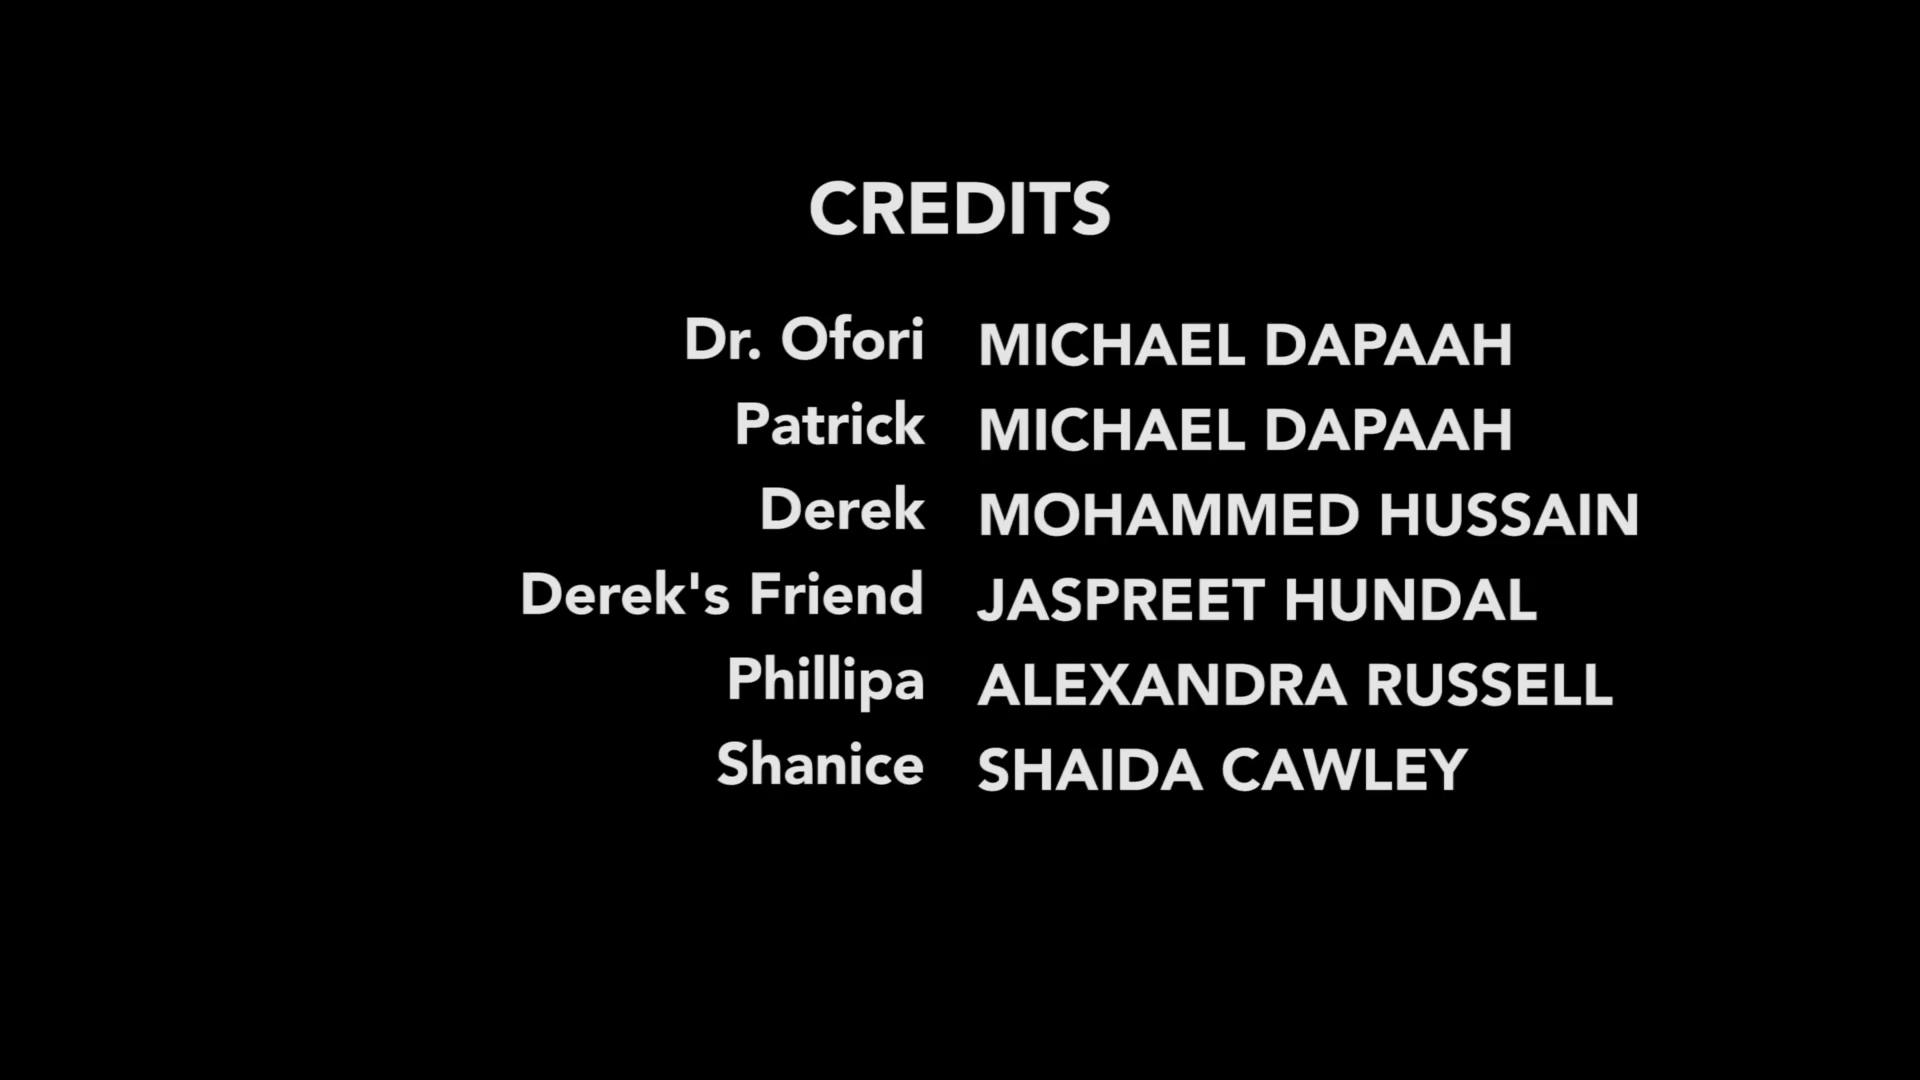 CREDITS
Dr. Ofori MICHAEL DAPAAH
Patrick MICHAEL DAPAAH
Derek MOHAMMED HUSSAIN
Derek's Friend JASPREET HUNDAL
Phillipa ALEXANDRA RUSSELL
Shanice SHAIDA CAWLEY